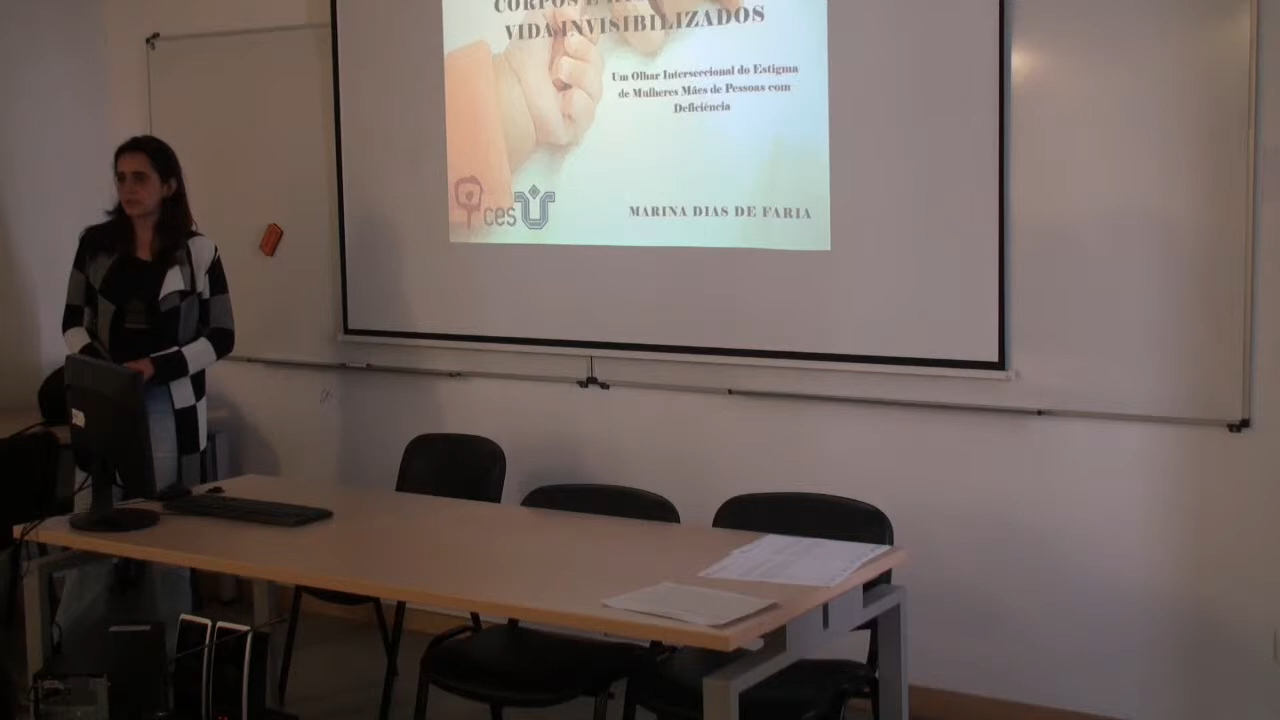 CORPOS E
VIDA INVISIBILIZADOS
Um Olhar Interseccional do Estigma
de Mulheres Mães de Pessoas com
Deficiência
ces
MARINA DIAS DE FARIA